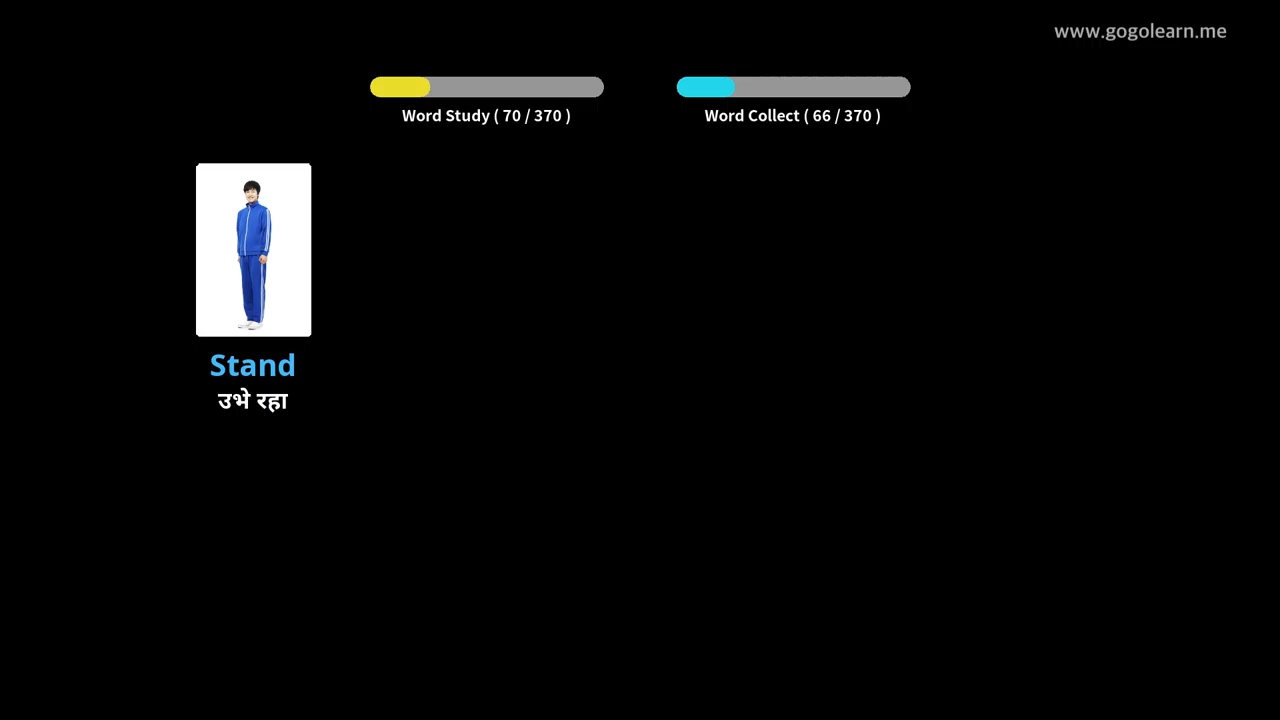 www.gogolearn.me
Word Study ( 70 / 370 )
Word Collect ( 66 / 370 )
Stand
उभे रहा